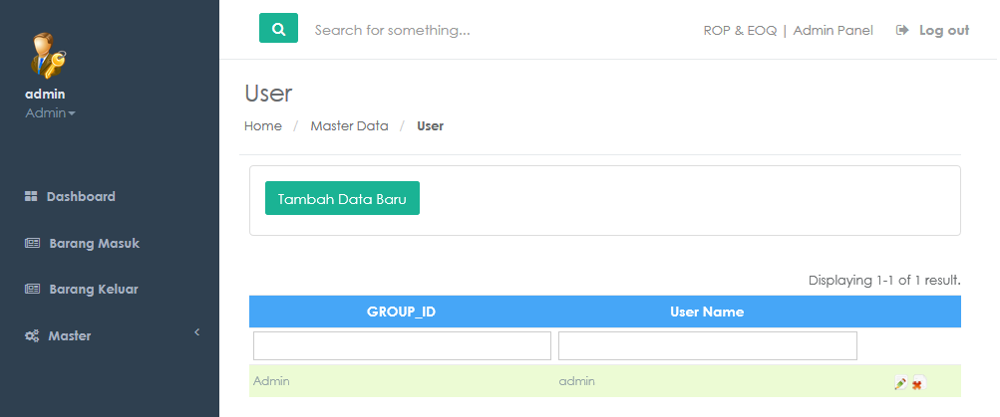 Search for something...
ROP & EOQ | Admin Panel
Log out
admin
Admin
Dashboard
Barang Masuk
Barang Keluar
Master
User
Home / Master Data / User
Tambah Data Baru
Displaying 1-1 of 1 result.
GROUP_ID User Name
Admin admin